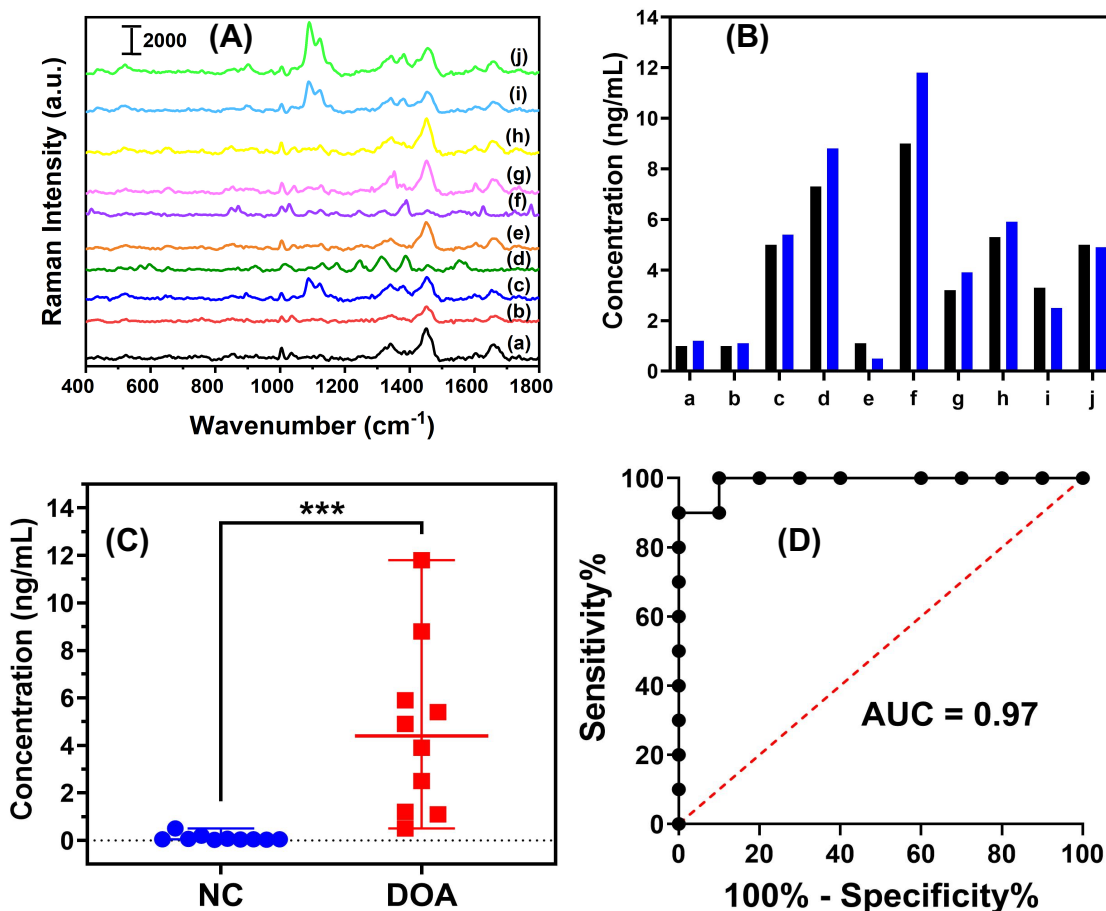 (A)
2000
Raman Intensity (a.u.)
(j)
(i)
(h)
(g)
(f)
(e)
(d)
(c)
(b)
(a)
400 600 800 1000 1200 1400 1600 1800
Wavenumber (cm⁻¹)
(B)
Concentration (ng/mL)
14
12
10
8
6
4
2
0
a b c d e f g h i j
(C)
Concentration (ng/mL)
14
12
10
8
6
4
2
0
***
NC DOA
(D)
Sensitivity%
100
80
60
40
20
0
AUC = 0.97
0 20 40 60 80 100
100% - Specificity%